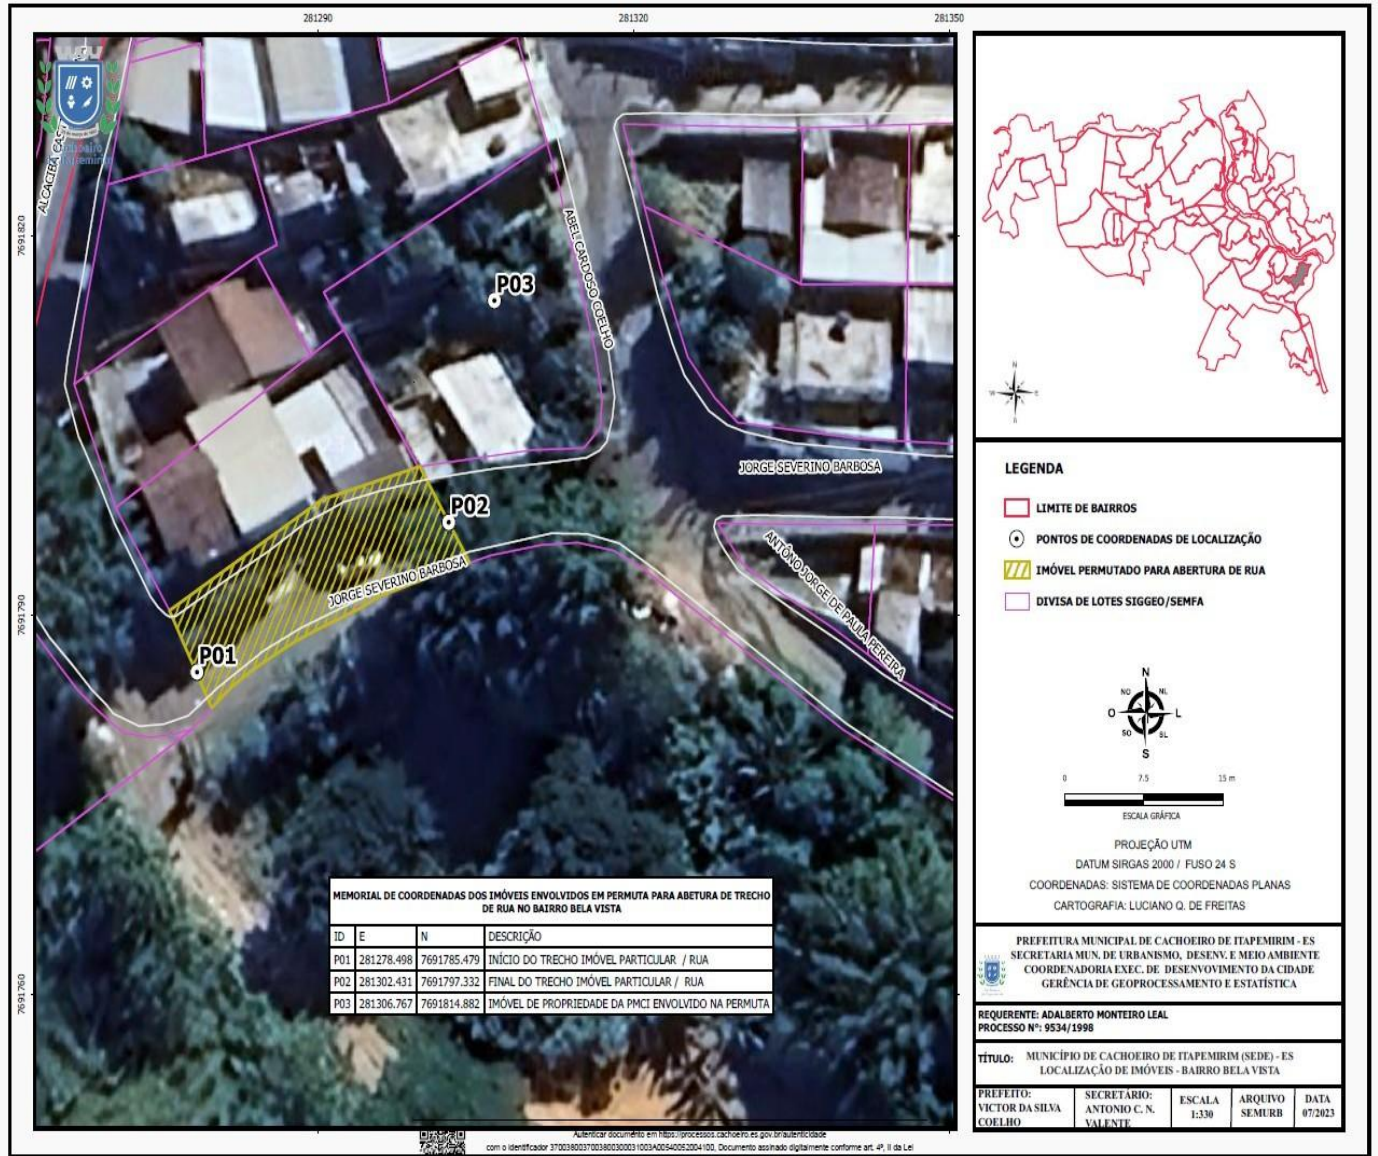 281290
281320
281350
7691820
7691790
7691760
ABEL CARDOSO COELHO
P03
P02
P01
JORGE SEVERINO BARBOSA
JORGE SEVERINO BARBOSA
ANTÔNIO JORGE DE PAULA PEREIRA
MEMORIAL DE COORDENADAS DOS IMÓVEIS ENVOLVIDOS EM PERMUTA PARA ABETURA DE TRECHO
DE RUA NO BAIRRO BELA VISTA
ID E N DESCRIÇÃO
P01 281278.498 7691785.479 INÍCIO DO TRECHO IMÓVEL PARTICULAR / RUA
P02 281302.431 7691797.332 FINAL DO TRECHO IMÓVEL PARTICULAR / RUA
P03 281306.767 7691814.882 IMÓVEL DE PROPRIEDADE DA PMCI ENVOLVIDO NA PERMUTA
N
W E
S
LEGENDA
LIMITE DE BAIRROS
PONTOS DE COORDENADAS DE LOCALIZAÇÃO
IMÓVEL PERMUTADO PARA ABERTURA DE RUA
DIVISA DE LOTES SIGGEO/SEMFA
N
NO NL
O L
SO SL
S
0 7.5 15 m
ESCALA GRÁFICA
PROJEÇÃO UTM
DATUM SIRGAS 2000 / FUSO 24 S
COORDENADAS: SISTEMA DE COORDENADAS PLANAS
CARTOGRAFIA: LUCIANO Q. DE FREITAS
PREFEITURA MUNICIPAL DE CACHOEIRO DE ITAPEMIRIM - ES
SECRETARIA MUN. DE URBANISMO, DESENV. E MEIO AMBIENTE
COORDENADORIA EXEC. DE DESENVOVIMENTO DA CIDADE
GERÊNCIA DE GEOPROCESSAMENTO E ESTATÍSTICA
REQUERENTE: ADALBERTO MONTEIRO LEAL
PROCESSO Nº: 9534/1998
TÍTULO: MUNICÍPIO DE CACHOEIRO DE ITAPEMIRIM (SEDE) - ES
LOCALIZAÇÃO DE IMÓVEIS - BAIRRO BELA VISTA
PREFEITO:
VICTOR DA SILVA
COELHO
SECRETÁRIO:
ANTONIO C. N.
VALENTE
ESCALA
1:330
ARQUIVO
SEMURB
DATA
07/2023
Autenticar documento em https://processos.cachoeiro.es.gov.br/autenticidade
com o identificador Documento assinado digitalmente conforme art. 4º, II da Lei